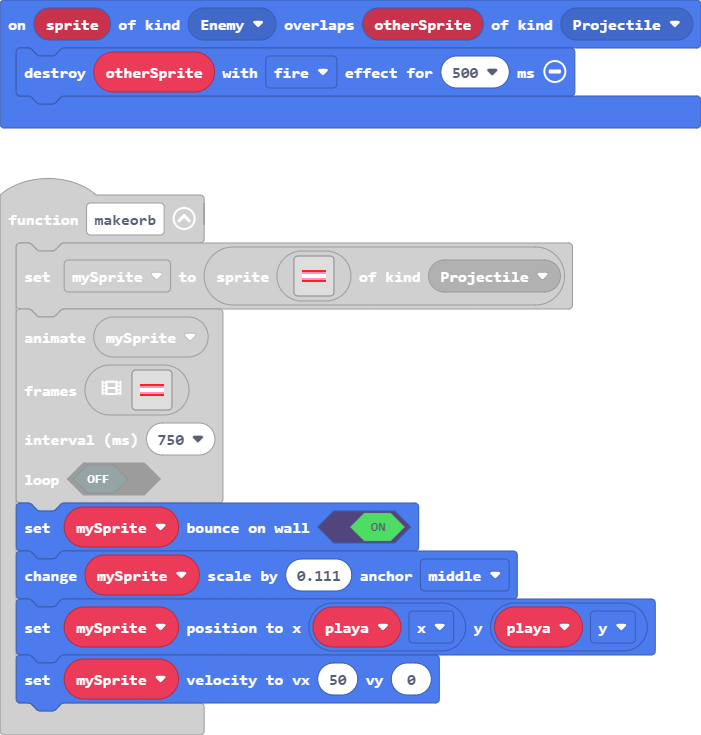 on sprite of kind Enemy overlaps otherSprite of kind Projectile
destroy otherSprite with fire effect for 500 ms
function makeorb
set mySprite to sprite of kind Projectile
animate mySprite
frames
interval (ms) 750
loop OFF
set mySprite bounce on wall ON
change mySprite scale by 0.111 anchor middle
set mySprite position to x playa x y playa y
set mySprite velocity to vx 50 vy 0